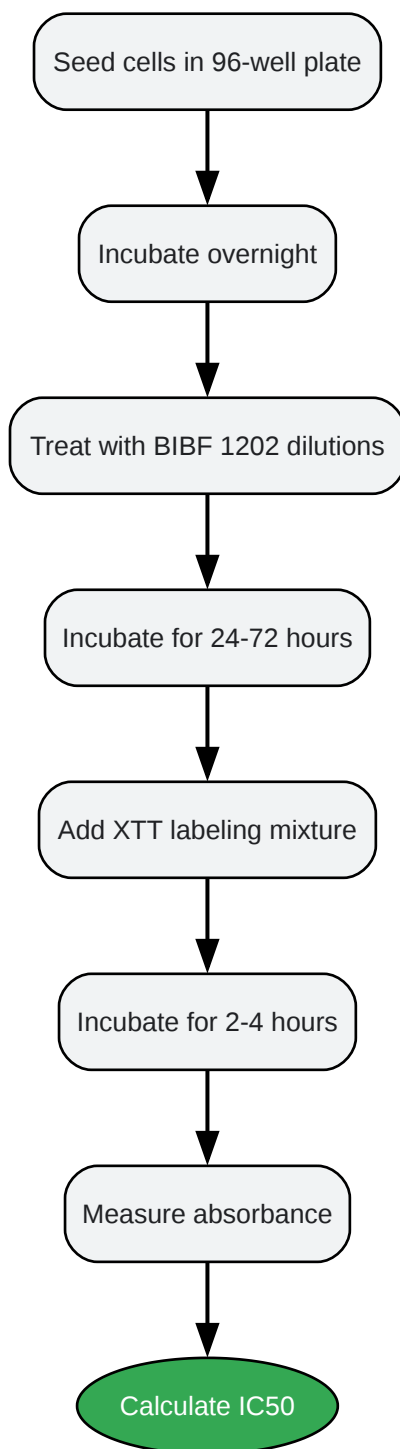 Seed cells in 96-well plate
Incubate overnight
Treat with BIBF 1202 dilutions
Incubate for 24-72 hours
Add XTT labeling mixture
Incubate for 2-4 hours
Measure absorbance
Calculate IC50